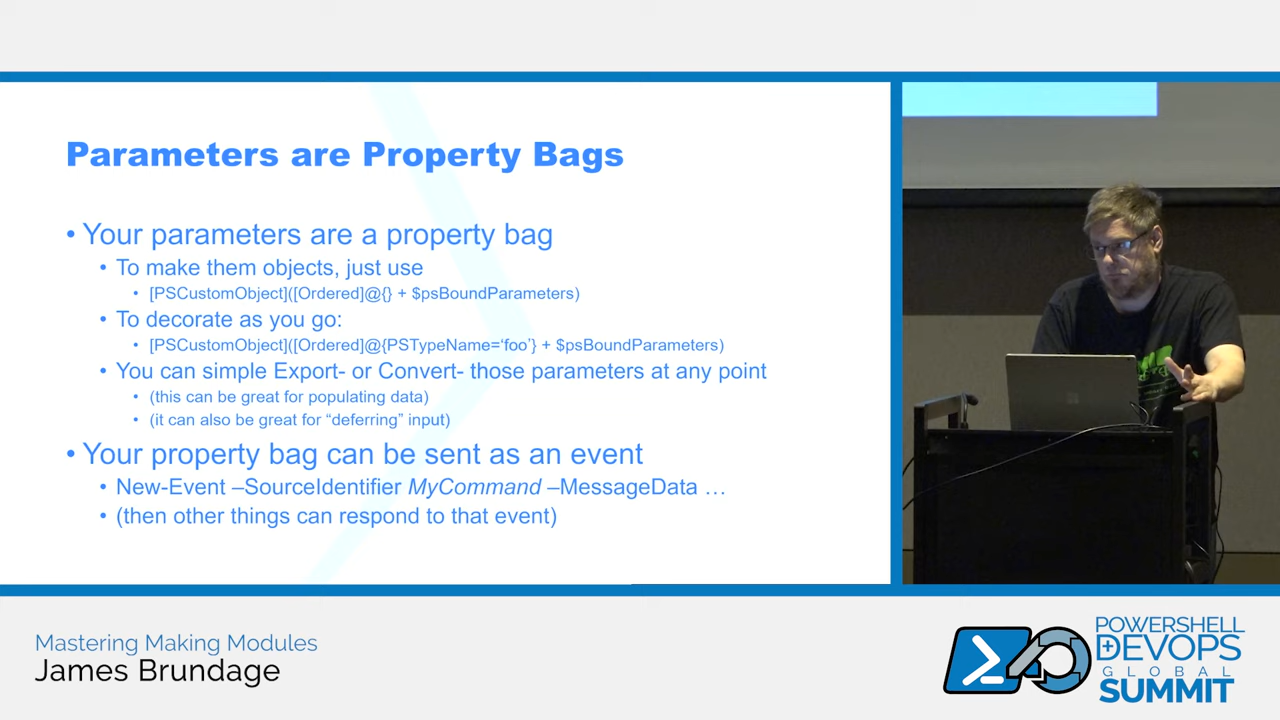 Parameters are Property Bags
• Your parameters are a property bag
• To make them objects, just use
• [PSCustomObject]([Ordered]@{} + $psBoundParameters)
• To decorate as you go:
• [PSCustomObject]([Ordered]@{PSTypeName=‘foo’} + $psBoundParameters)
• You can simple Export- or Convert- those parameters at any point
• (this can be great for populating data)
• (it can also be great for “deferring” input)
• Your property bag can be sent as an event
• New-Event –SourceIdentifier MyCommand –MessageData …
• (then other things can respond to that event)
Mastering Making Modules
James Brundage
POWERSHELL
DEVOPS
GLOBAL
SUMMIT